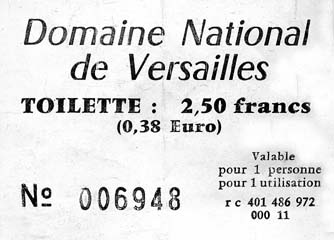 Domaine National
de Versailles
TOILETTE : 2,50 francs
(0,38 Euro)
Valable
pour 1 personne
pour 1 utilisation
Nº 006948
r c 401 486 972
000 11